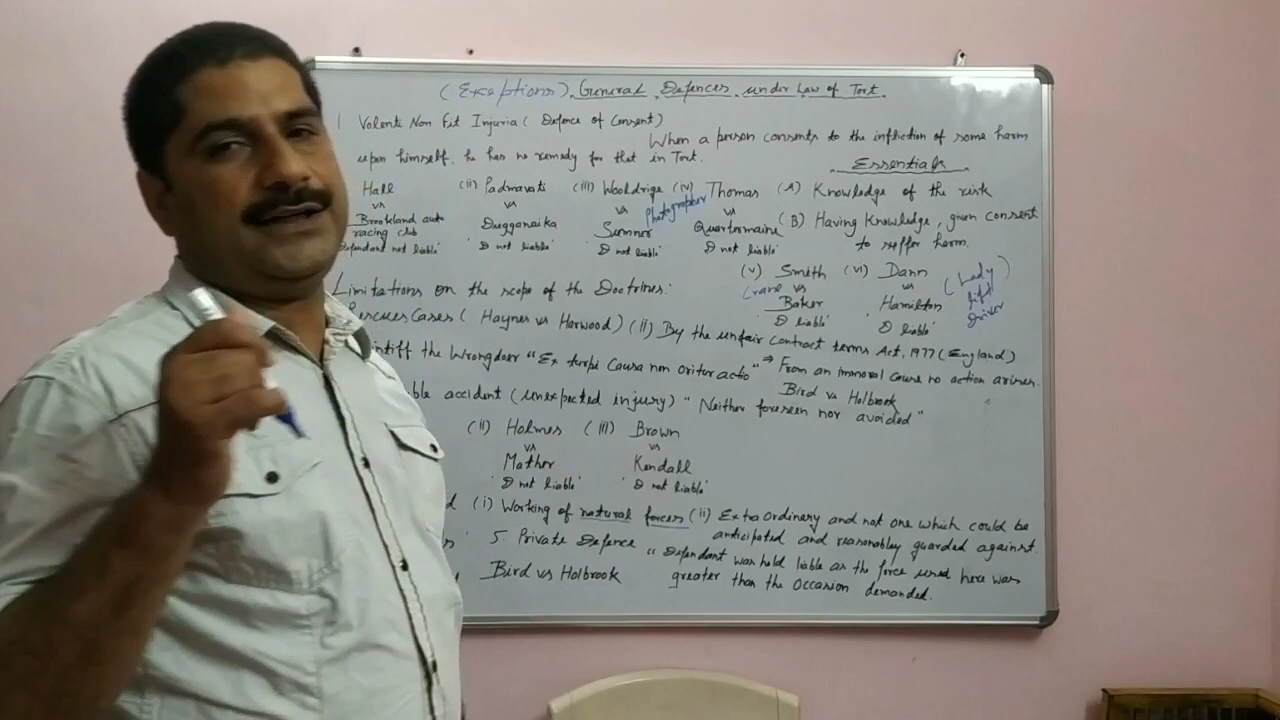 (Exceptions) General Defences under Law of Tort.
1 Volenti Non Fit Injuria (Defence of Consent)
When a person consents to the infliction of some harm
upon himself, he has no remedy for that in Tort.
Essentials
Hall (ii) Padmavati (iii) Wooldrige (iv) Thomas (A) Knowledge of the risk
vs vs vs Photographer vs
Brookland auto racing club Dugganaika Sumner Quartermaine (B) Having Knowledge, given consent
to suffer harm.
Defendant not liable' 'D not liable' 'D not liable' 'D not liable'
(v) Smith (vi) Dann (Lady
Crane vs vs lift
Baker Hamilton driver)
'D liable' 'D liable'
Limitations on the scope of the Doctrines:
Rescues Cases (Haynes vs Harwood) (ii) By the unfair Contract terms Act, 1977 (England)
ntiff the Wrongdoer "Ex turpi Causa non oritur actio" ⇒ From an immoral cause no action arises.
Bird vs Holbrook
ble accident (unexpected injury) "Neither foreseen nor avoided"
(ii) Holmes (III) Brown
vs vs
Mather Kendall
'D not liable' 'D not liable'
d (i) Working of natural forces (ii) Extra ordinary and not one which could be
anticipated and reasonably guarded against.
5. Private Defence "Defendant was held liable as the force used here was
Bird vs Holbrook greater than the Occasion demanded.